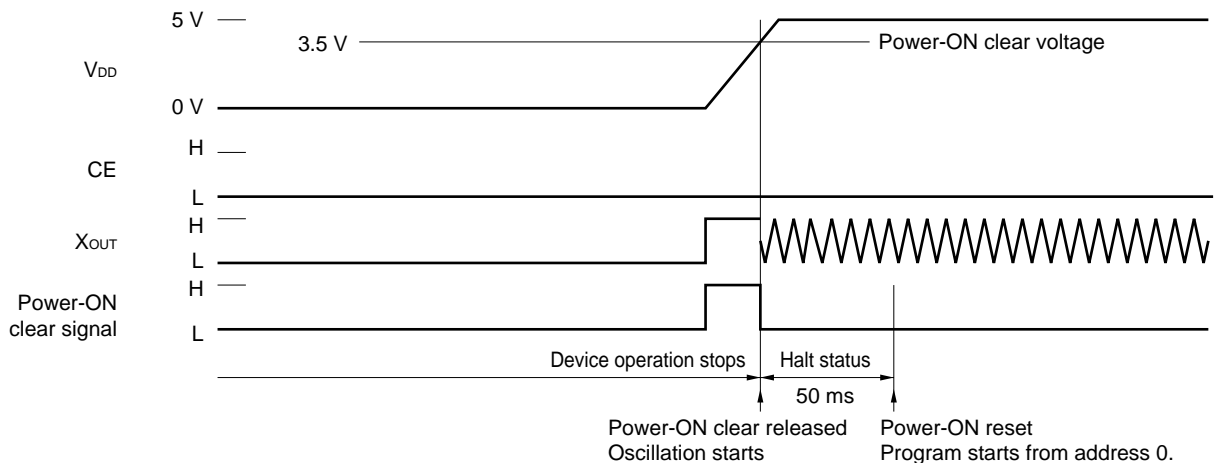 5 V
3.5 V
Power-ON clear voltage
VDD
0 V
H
CE
L
H
XOUT
L
H
Power-ON
clear signal
L
Device operation stops
Halt status
50 ms
Power-ON clear released
Oscillation starts
Power-ON reset
Program starts from address 0.